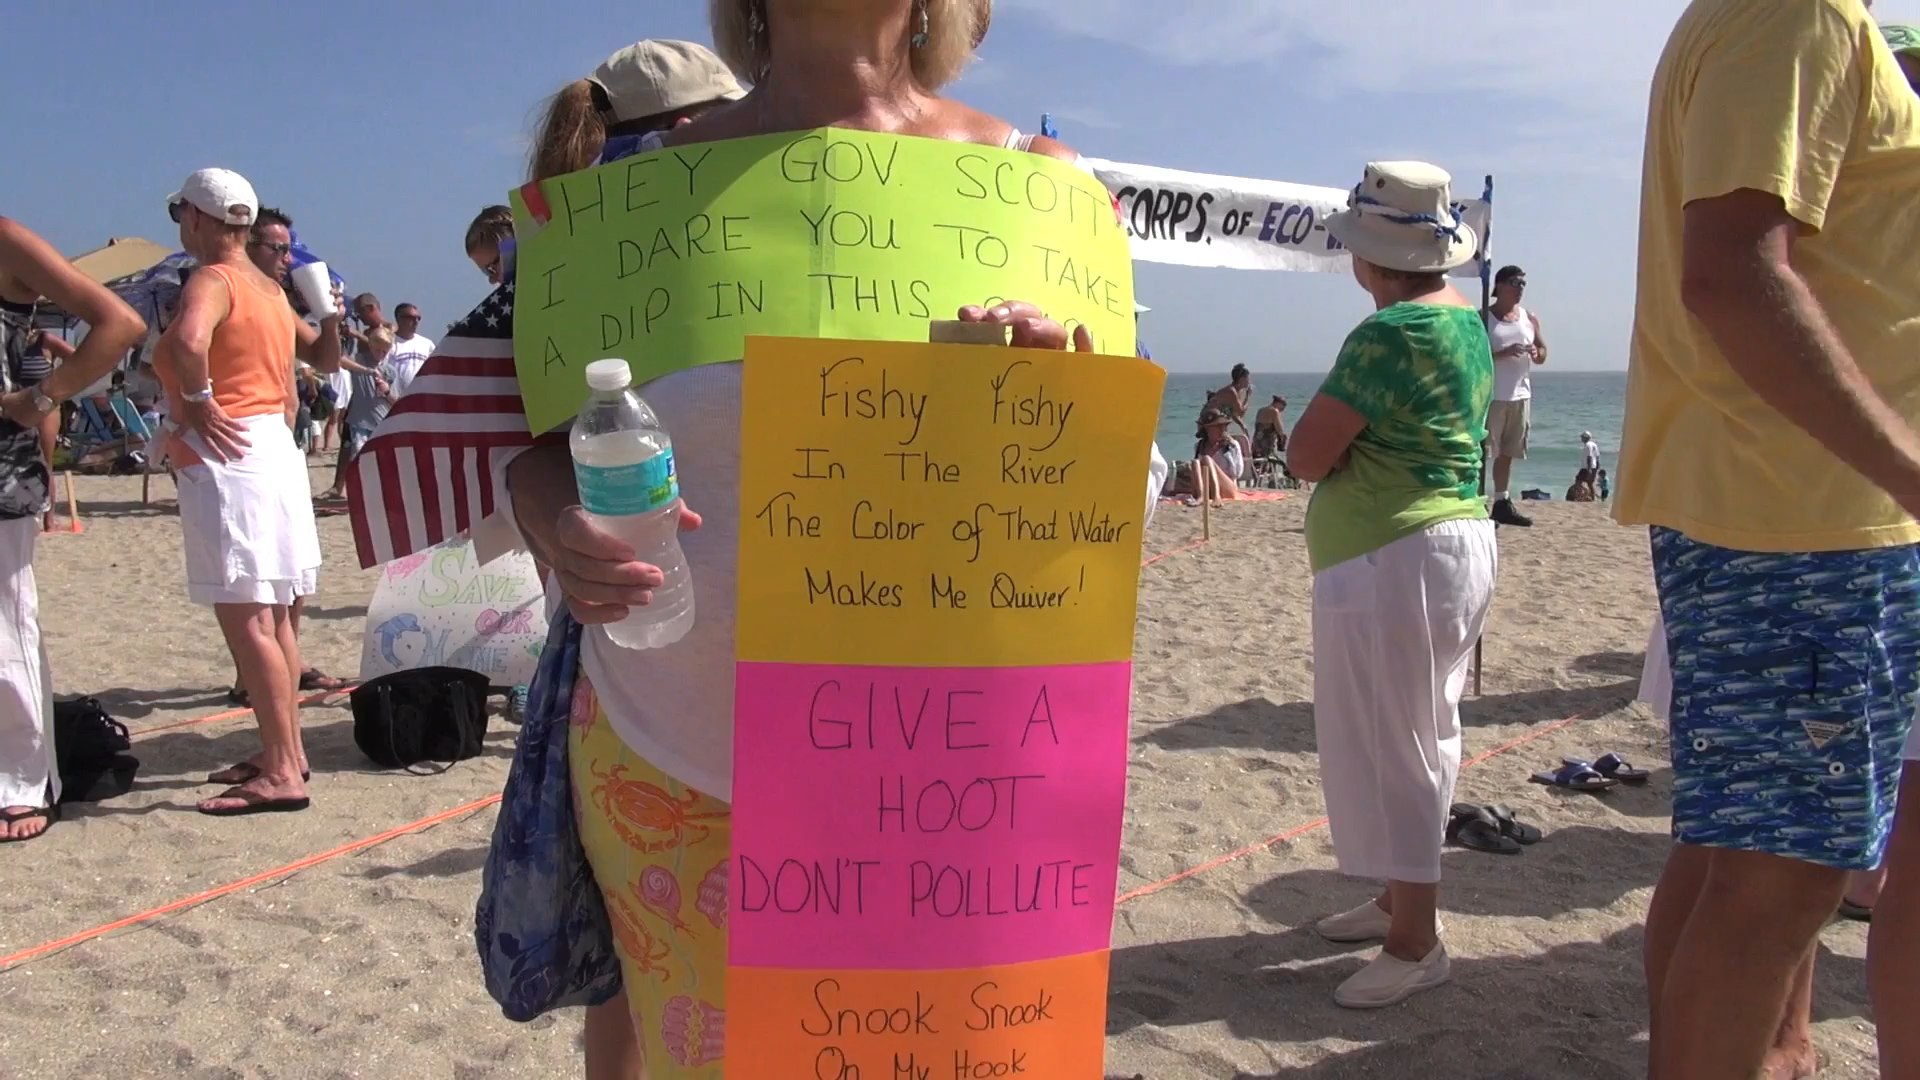 HEY GOV. SCOTT
I DARE YOU TO TAKE
A DIP IN THIS
CORPS. OF ECO-
Fishy Fishy
In The River
The Color of That Water
Makes Me Quiver!
GIVE A
HOOT
DON'T POLLUTE
Snook Snook
On My Hook
SAVE
OUR
HOME